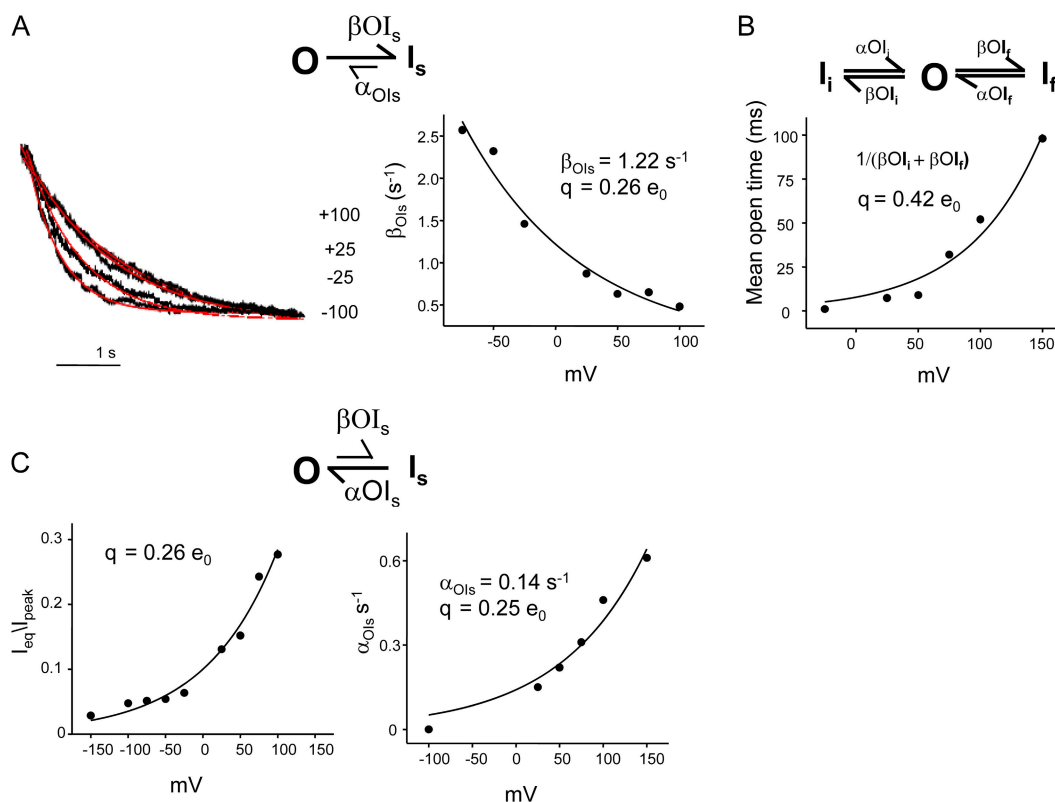 A
βOIs
O Is
αOIs
+100
+25
-25
-100
1 s
βOIs (s-1)
2.5
2.0
1.5
1.0
0.5
βOIs = 1.22 s-1
q = 0.26 e0
-50 0 50 100
mV
B
αOIi βOIf
Ii O If
βOIi αOIf
Mean open time (ms)
100
75
50
25
0
1/(βOIi + βOIf)
q = 0.42 e0
0 50 100 150
mV
C
βOIs
O Is
αOIs
Ieq\Ipeak
0.3
0.2
0.1
0
q = 0.26 e0
-150 -100 -50 0 50 100 150
mV
αOIs s-1
0.6
0.3
0
αOIs = 0.14 s-1
q = 0.25 e0
-100 -50 0 50 100 150
mV